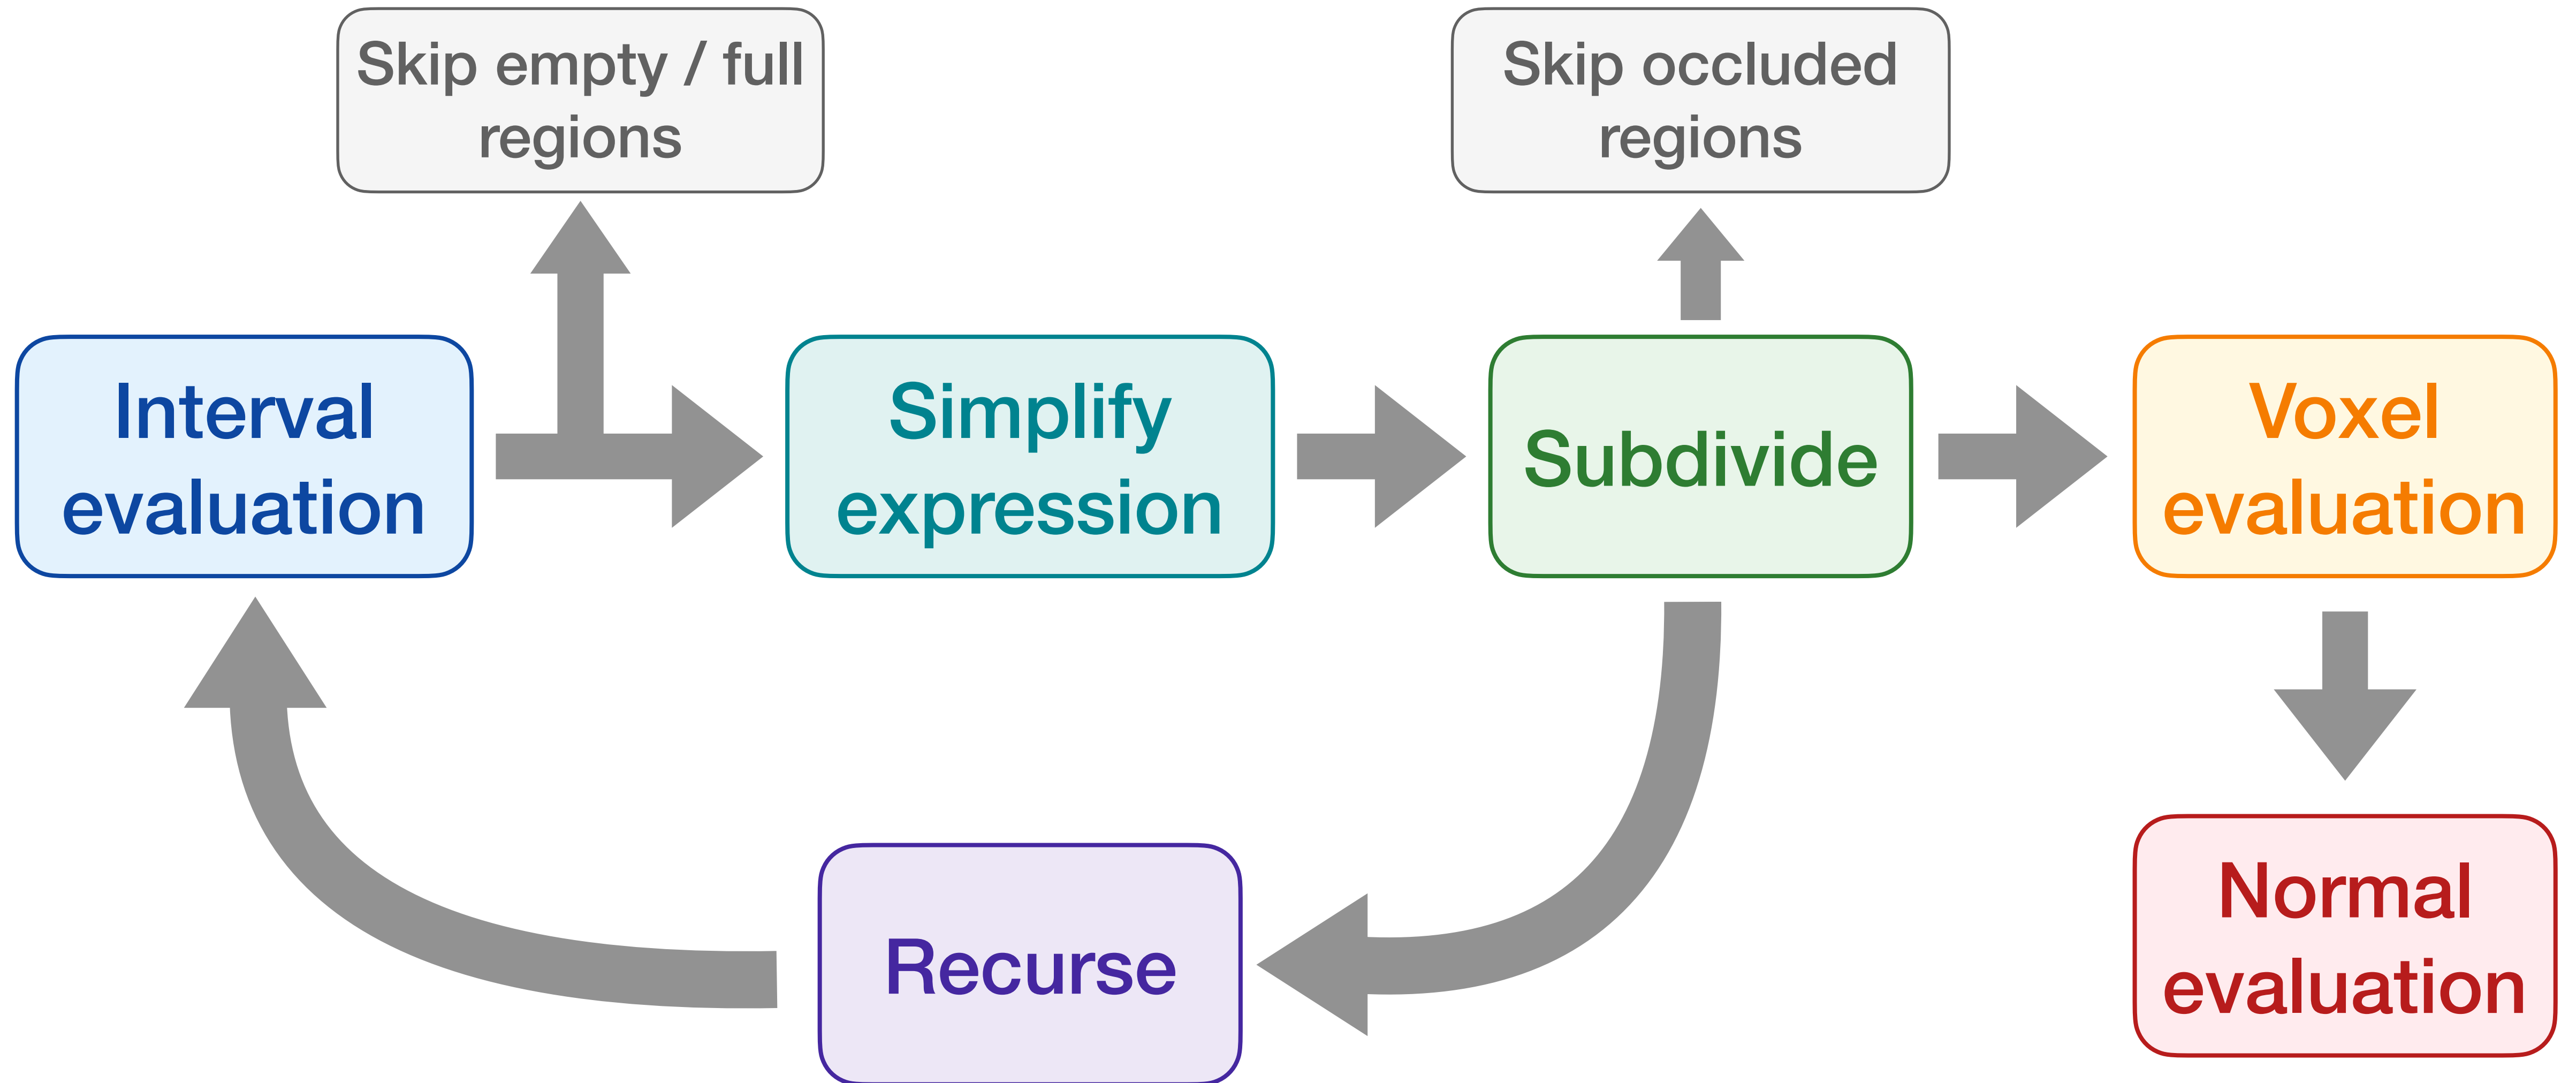 Skip empty / full
regions
Skip occluded
regions
Interval
evaluation
Simplify
expression
Subdivide
Voxel
evaluation
Recurse
Normal
evaluation